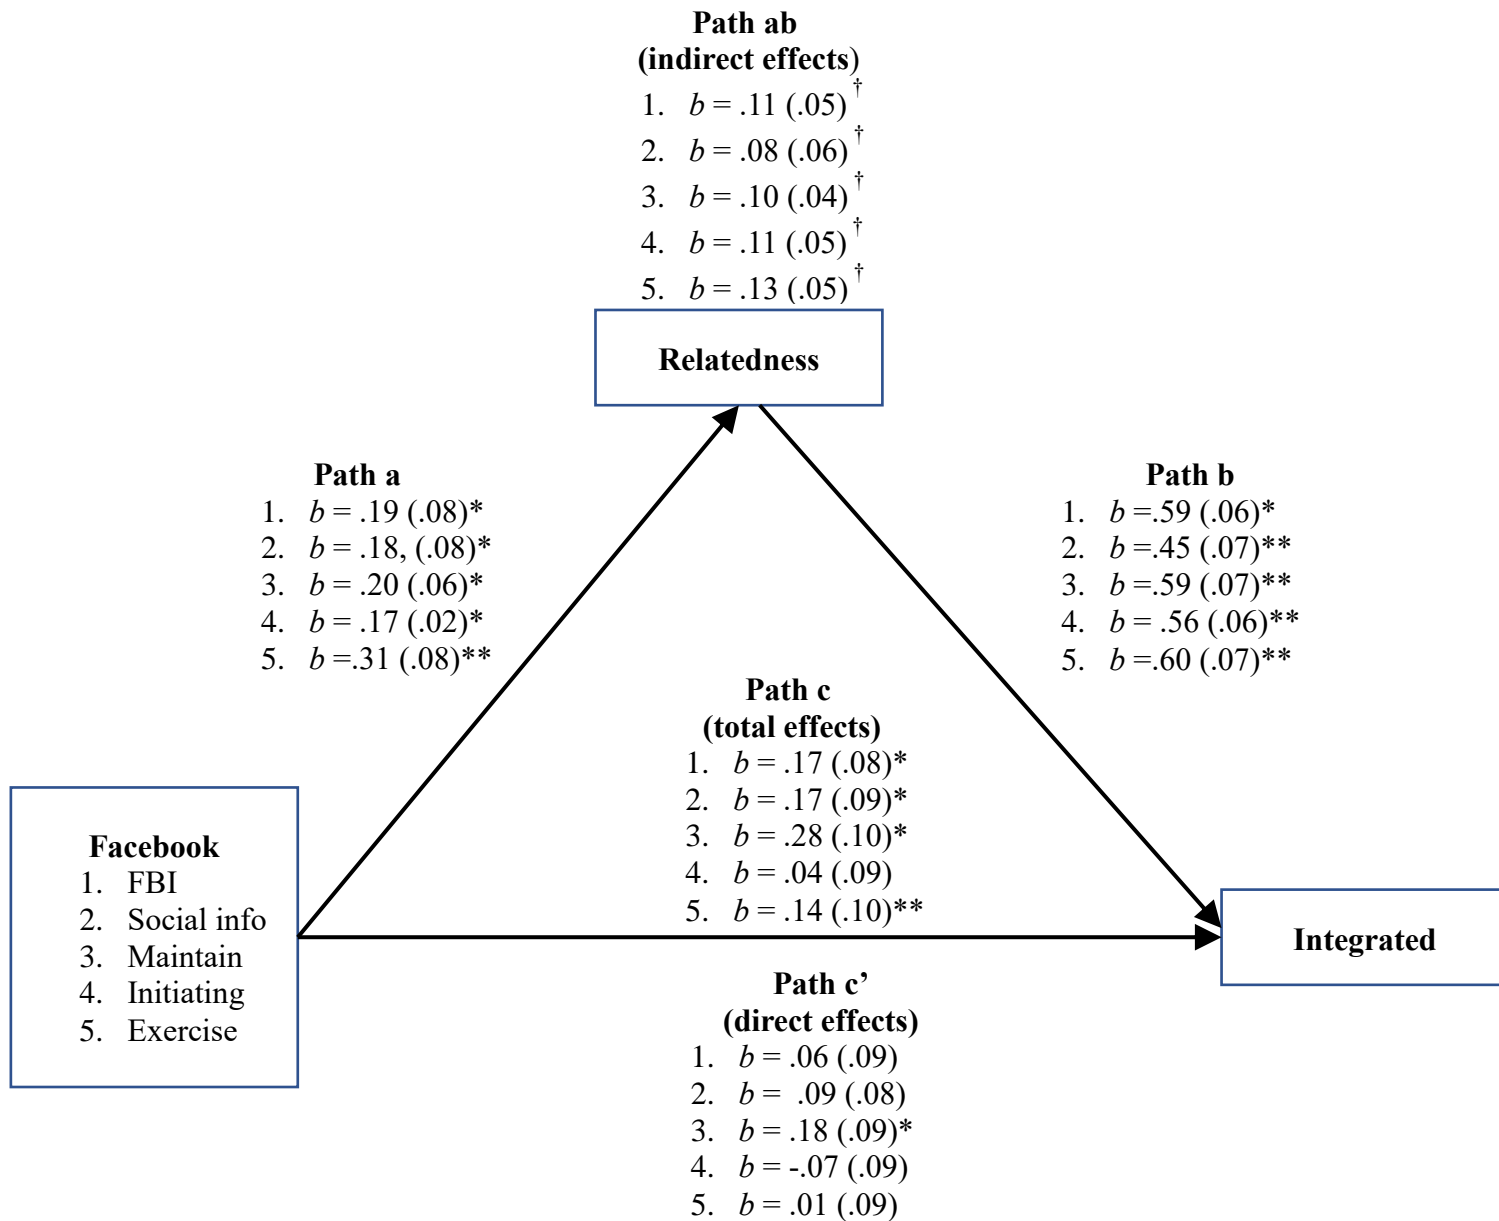 Path ab
(indirect effects)
1. b = .11 (.05) †
2. b = .08 (.06) †
3. b = .10 (.04) †
4. b = .11 (.05) †
5. b = .13 (.05) †
Relatedness
Path a
1. b = .19 (.08)*
2. b = .18, (.08)*
3. b = .20 (.06)*
4. b = .17 (.02)*
5. b =.31 (.08)**
Path b
1. b =.59 (.06)*
2. b =.45 (.07)**
3. b =.59 (.07)**
4. b = .56 (.06)**
5. b =.60 (.07)**
Path c
(total effects)
1. b = .17 (.08)*
2. b = .17 (.09)*
3. b = .28 (.10)*
4. b = .04 (.09)
5. b = .14 (.10)**
Facebook
1. FBI
2. Social info
3. Maintain
4. Initiating
5. Exercise
Integrated
Path c’
(direct effects)
1. b = .06 (.09)
2. b = .09 (.08)
3. b = .18 (.09)*
4. b = -.07 (.09)
5. b = .01 (.09)